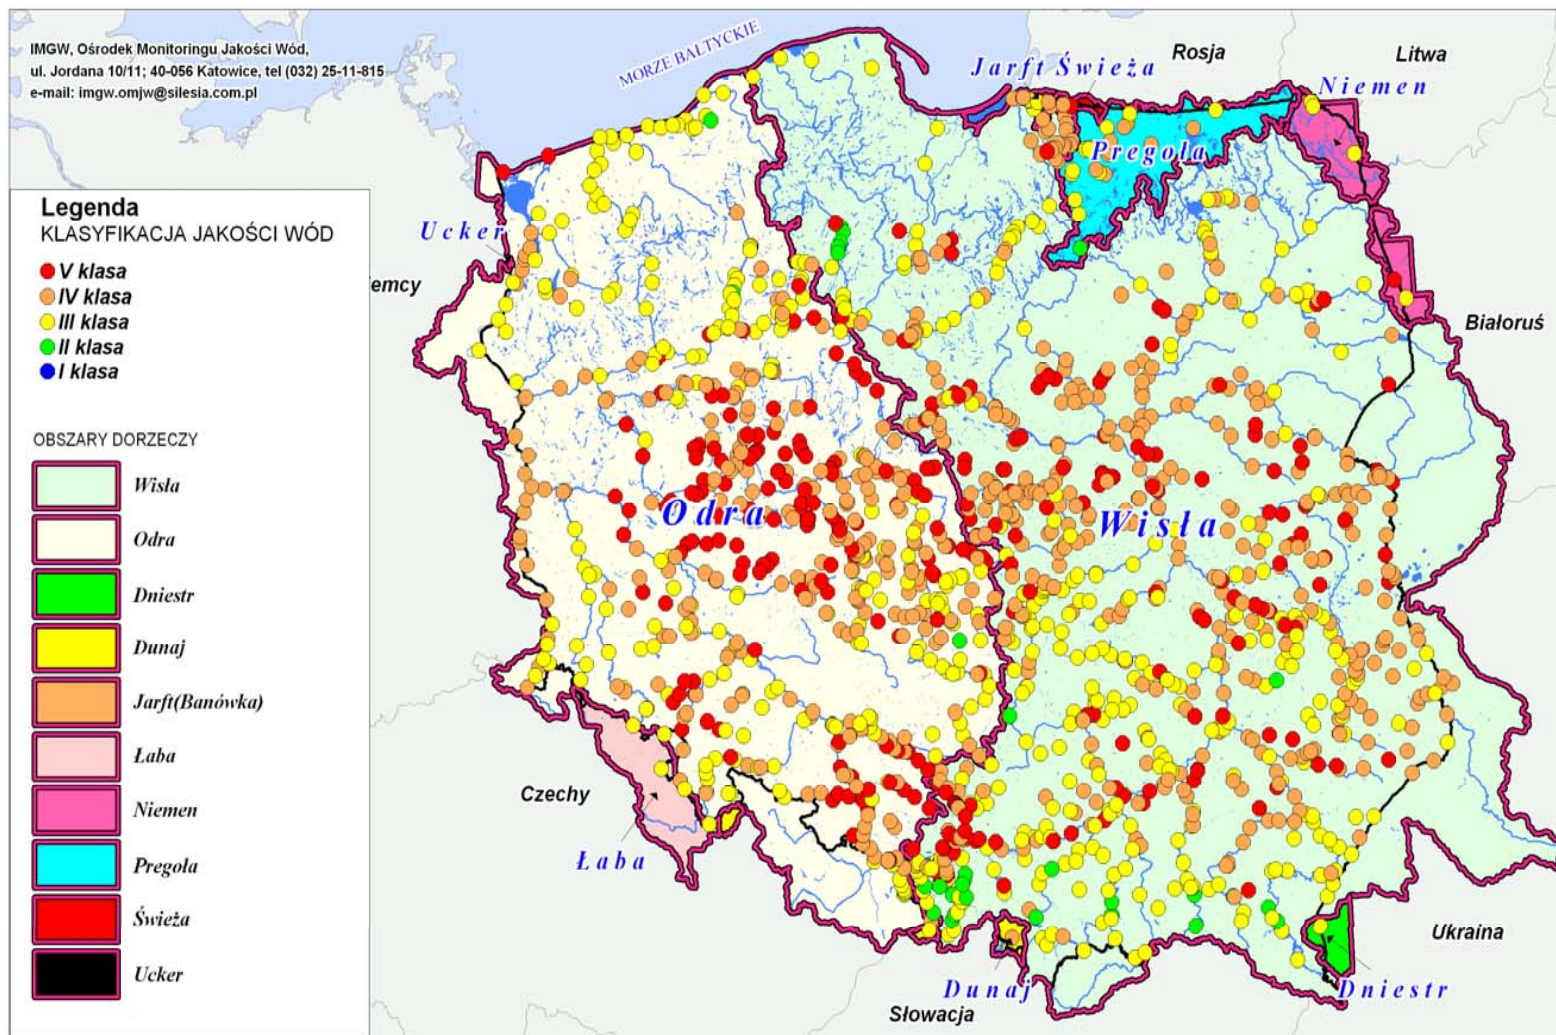 IMGW, Ośrodek Monitoringu Jakości Wód,
ul. Jordana 10/11; 40-056 Katowice, tel (032) 25-11-815
e-mail: imgw.omjw@silesia.com.pl
MORZE BAŁTYCKIE
Jarft Świeża
Rosja
Litwa
Niemen
Pregoła
Legenda
KLASYFIKACJA JAKOŚCI WÓD
V klasa
IV klasa
III klasa
II klasa
I klasa
Ucker
emcy
Białoruś
OBSZARY DORZECZY
Wisła
Odra
Dniestr
Dunaj
Jarft(Banówka)
Łaba
Niemen
Pregoła
Świeża
Ucker
Odra
Wisła
Czechy
Łaba
Ukraina
Dunaj
Dniestr
Słowacja